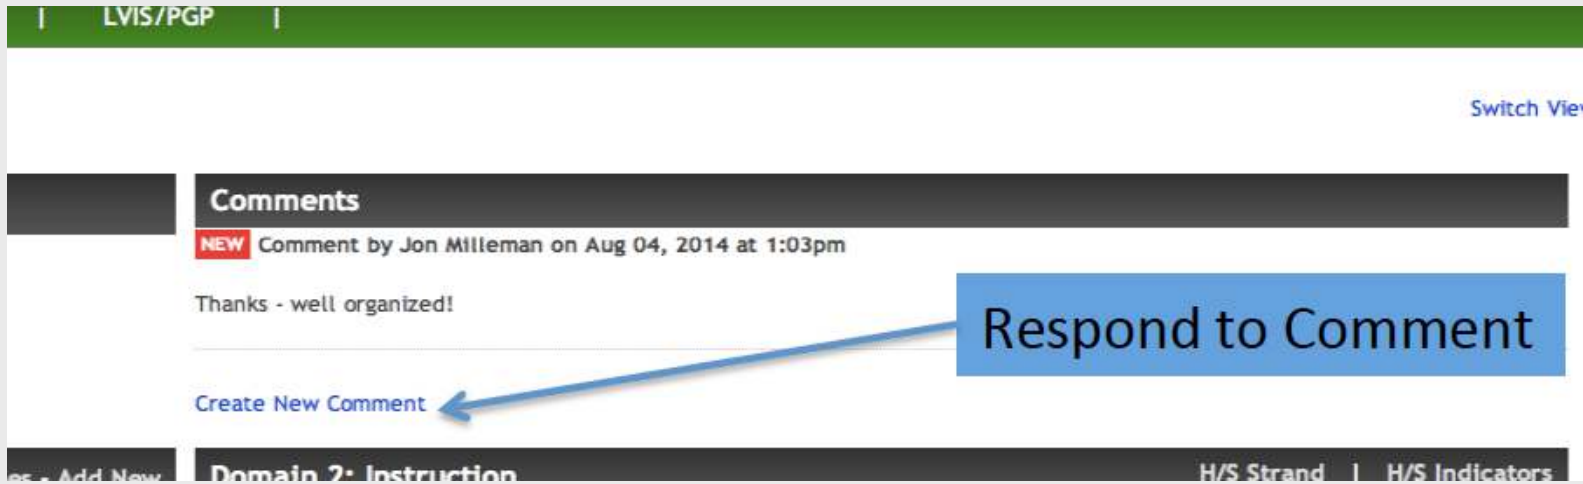 | LVIS/PGP |
Switch View
Comments
NEW Comment by Jon Milleman on Aug 04, 2014 at 1:03pm
Thanks - well organized!
Respond to Comment
Create New Comment
es - Add New
Domain 2: Instruction
H/S Strand | H/S Indicators